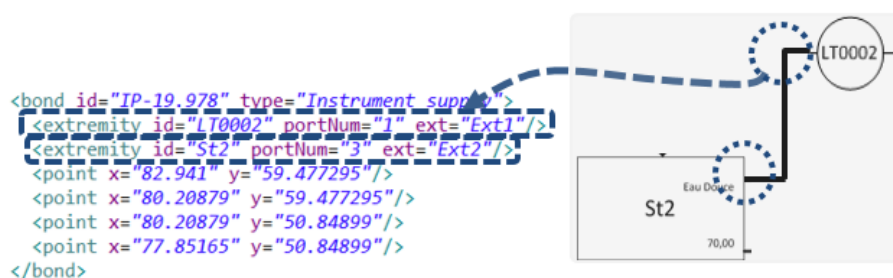 <bond id="IP-19.978" type="Instrument supply">
<extremity id="LT0002" portNum="1" ext="Ext1"/>
<extremity id="St2" portNum="3" ext="Ext2"/>
<point x="82.941" y="59.477295"/>
<point x="80.20879" y="59.477295"/>
<point x="80.20879" y="50.84899"/>
<point x="77.85165" y="50.84899"/>
</bond>
LT0002
Eau Douce
St2
70,00